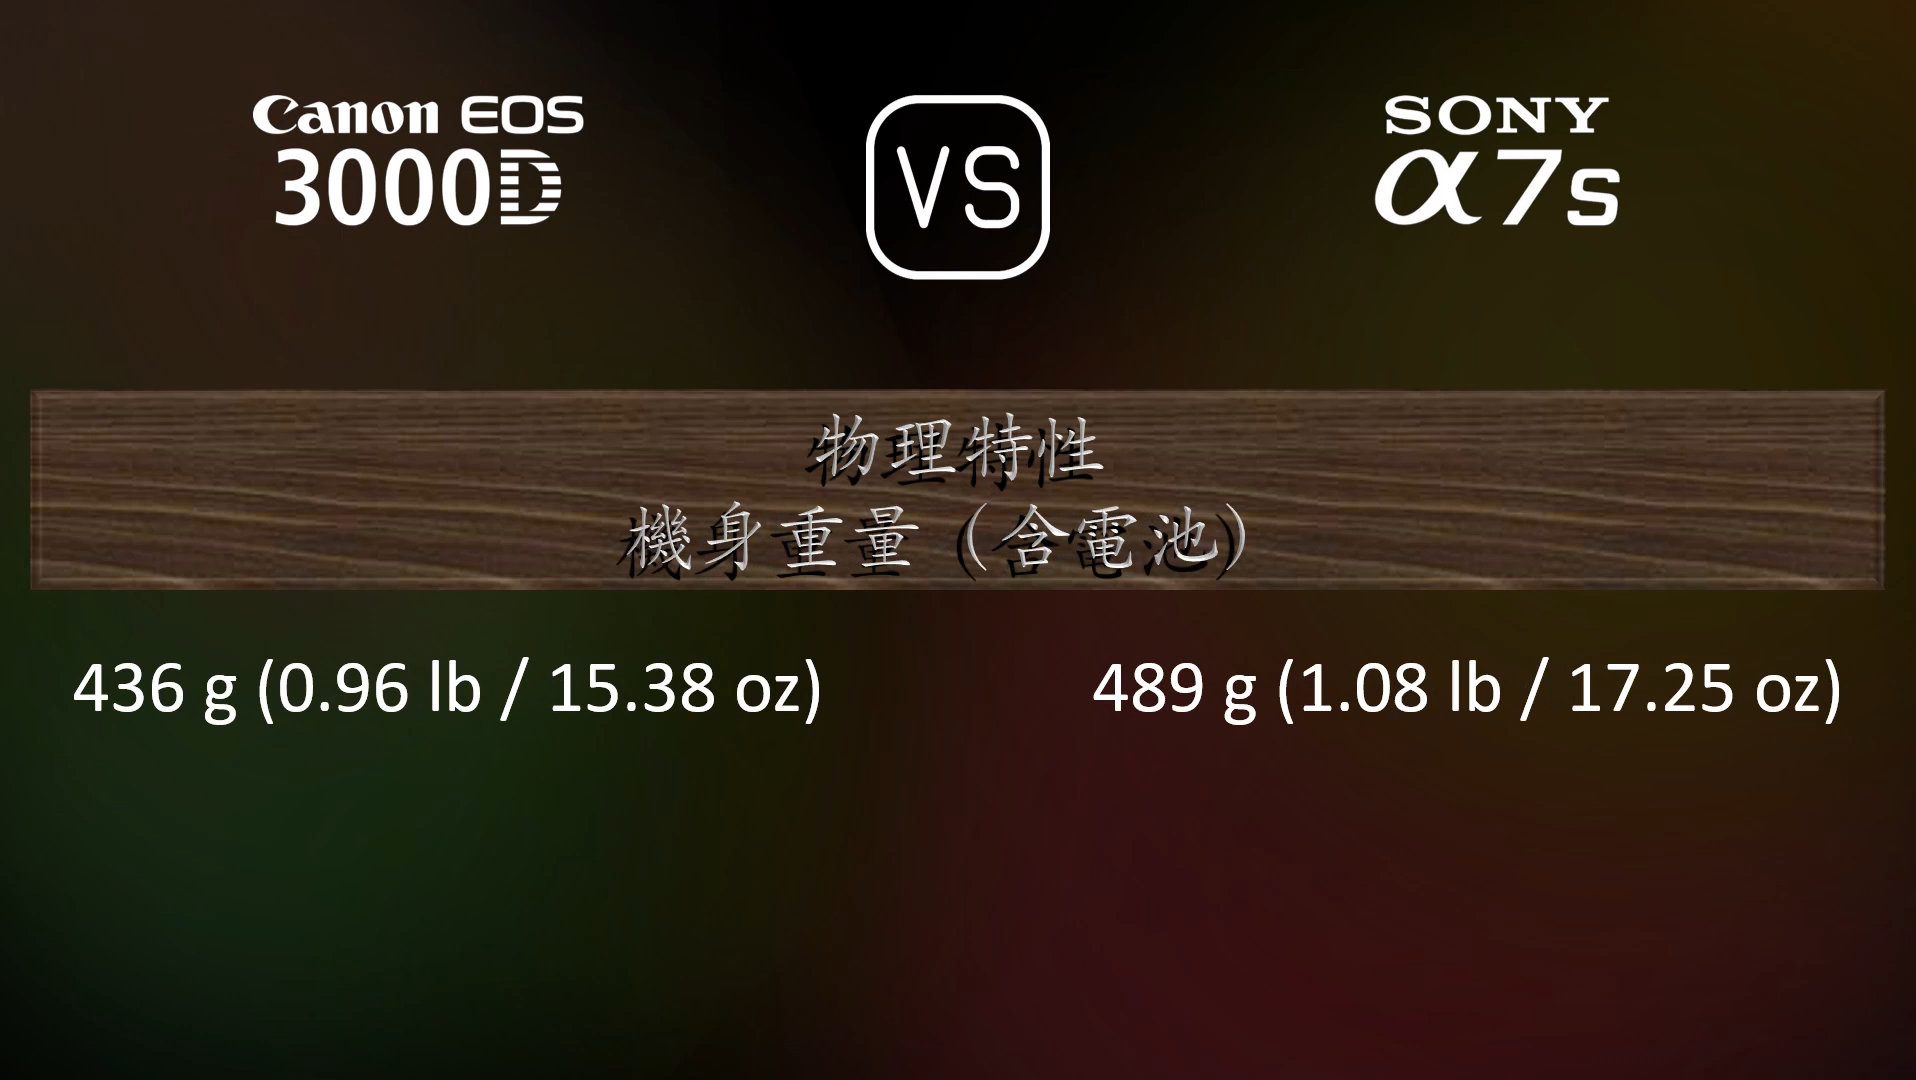 Canon EOS
3000D
VS
SONY
α7s
物理特性
機身重量（含電池）
436 g (0.96 lb / 15.38 oz)
489 g (1.08 lb / 17.25 oz)